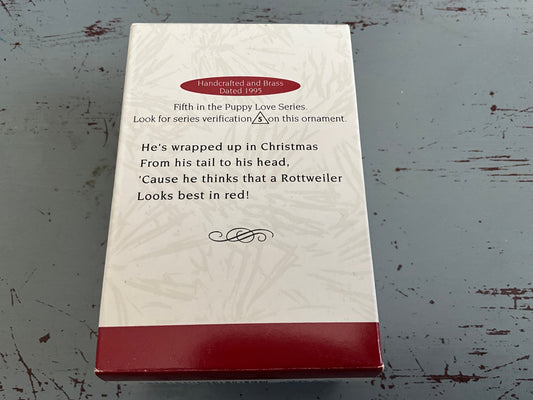 Handcrafted and Brass
Dated 1995
Fifth in the Puppy Love Series.
Look for series verification 5 on this ornament.
He's wrapped up in Christmas
From his tail to his head,
'Cause he thinks that a Rottweiler
Looks best in red!